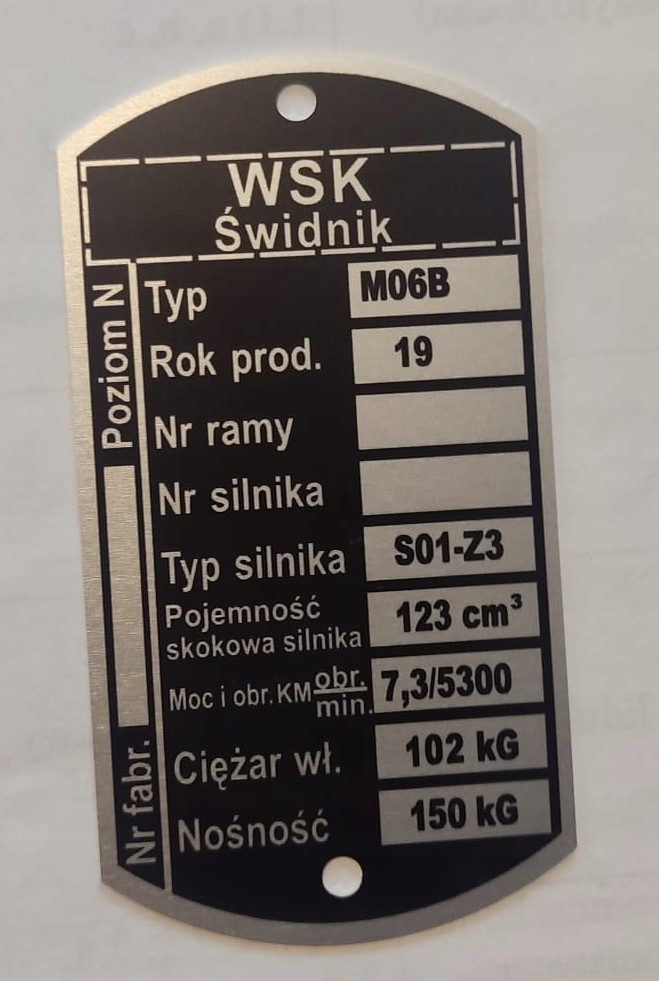 WSK
Świdnik
Typ M06B
Rok prod. 19
Nr ramy
Nr silnika
Typ silnika S01-Z3
Pojemność
skokowa silnika 123 cm³
Moc i obr. KM obr./min. 7,3/5300
Ciężar wł. 102 kG
Nośność 150 kG
Poziom N
Nr fabr.